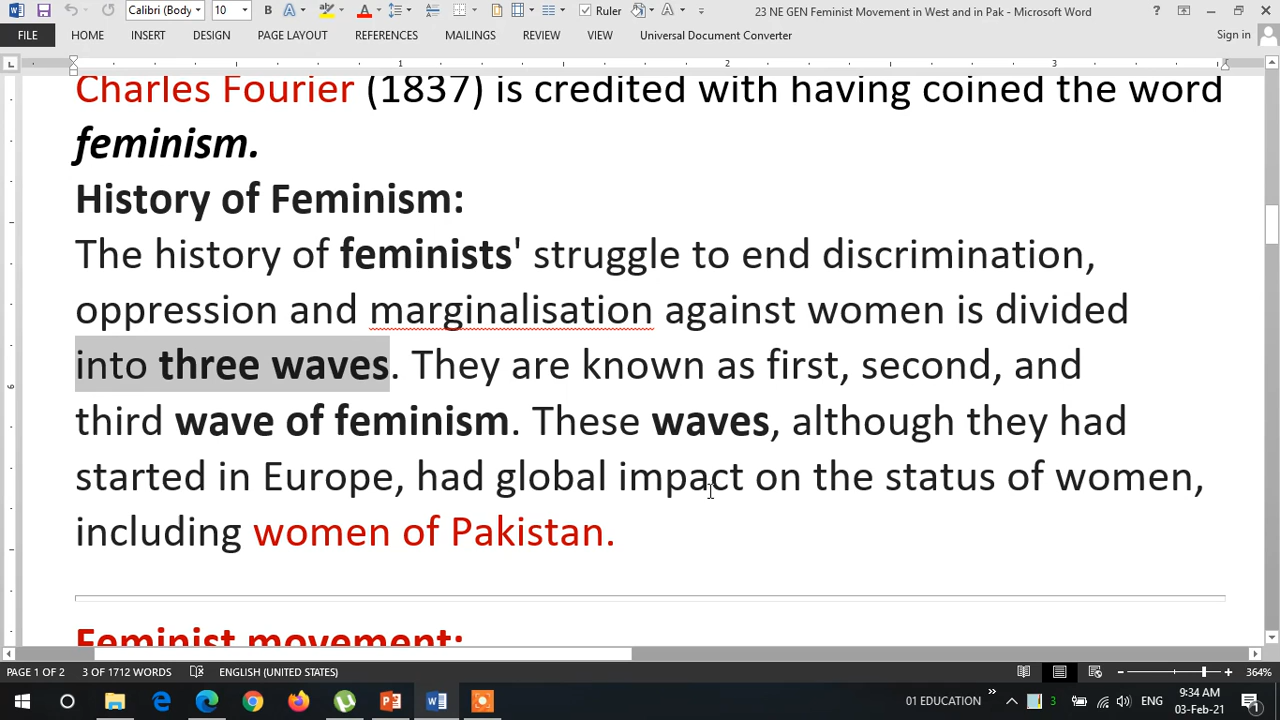 Calibri (Body
10
Ruler
23 NE GEN Feminist Movement in West and in Pak - Microsoft Word
FILE HOME INSERT DESIGN PAGE LAYOUT REFERENCES MAILINGS REVIEW VIEW Universal Document Converter Sign in
1 2 3
Charles Fourier (1837) is credited with having coined the word
feminism.
History of Feminism:
The history of feminists' struggle to end discrimination,
oppression and marginalisation against women is divided
into three waves. They are known as first, second, and
third wave of feminism. These waves, although they had
started in Europe, had global impact on the status of women,
including women of Pakistan.
Feminist movement:
PAGE 1 OF 2 3 OF 1712 WORDS ENGLISH (UNITED STATES) 364%
01 EDUCATION 3 ENG 9:34 AM
03-Feb-21 1